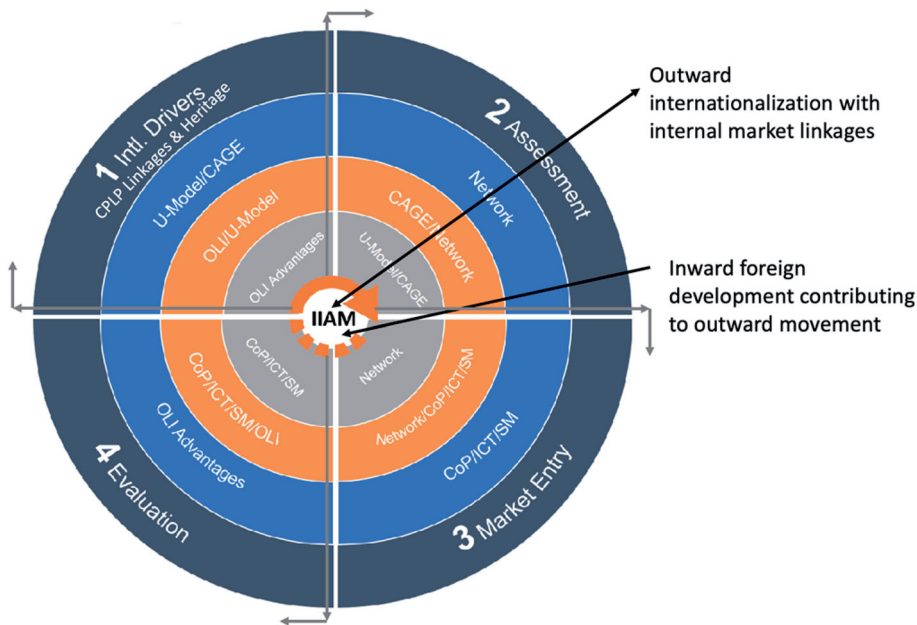 1 Intl. Drivers
CPLP Linkages & Heritage
U-Model/CAGE
OLI/U-Model
OLI Advantages
2 Assessment
Network
CAGE/Network
U-Model/CAGE
Outward
internationalization with
internal market linkages
Inward foreign
development contributing
to outward movement
IIAM
3 Market Entry
CoP/ICT/SM
Network/CoP/ICT/SM
Network
4 Evaluation
OLI Advantages
CoP/ICT/SM/OLI
CoP/ICT/SM